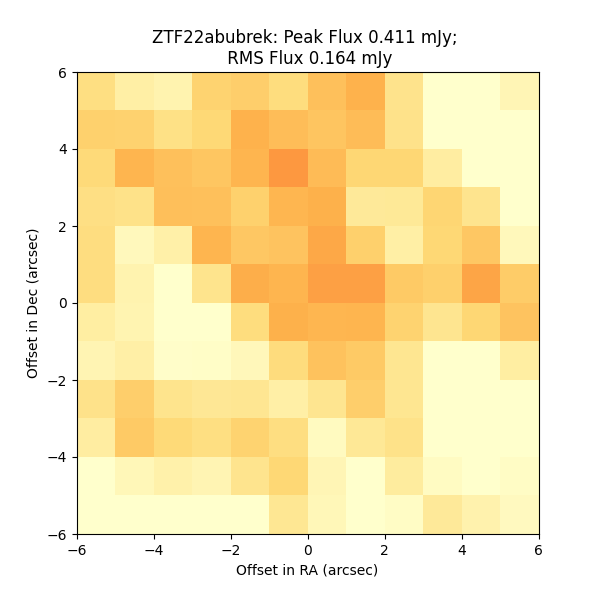 ZTF22abubrek: Peak Flux 0.411 mJy;
RMS Flux 0.164 mJy
6
4
2
0
−2
−4
−6
Offset in Dec (arcsec)
−6 −4 −2 0 2 4 6
Offset in RA (arcsec)